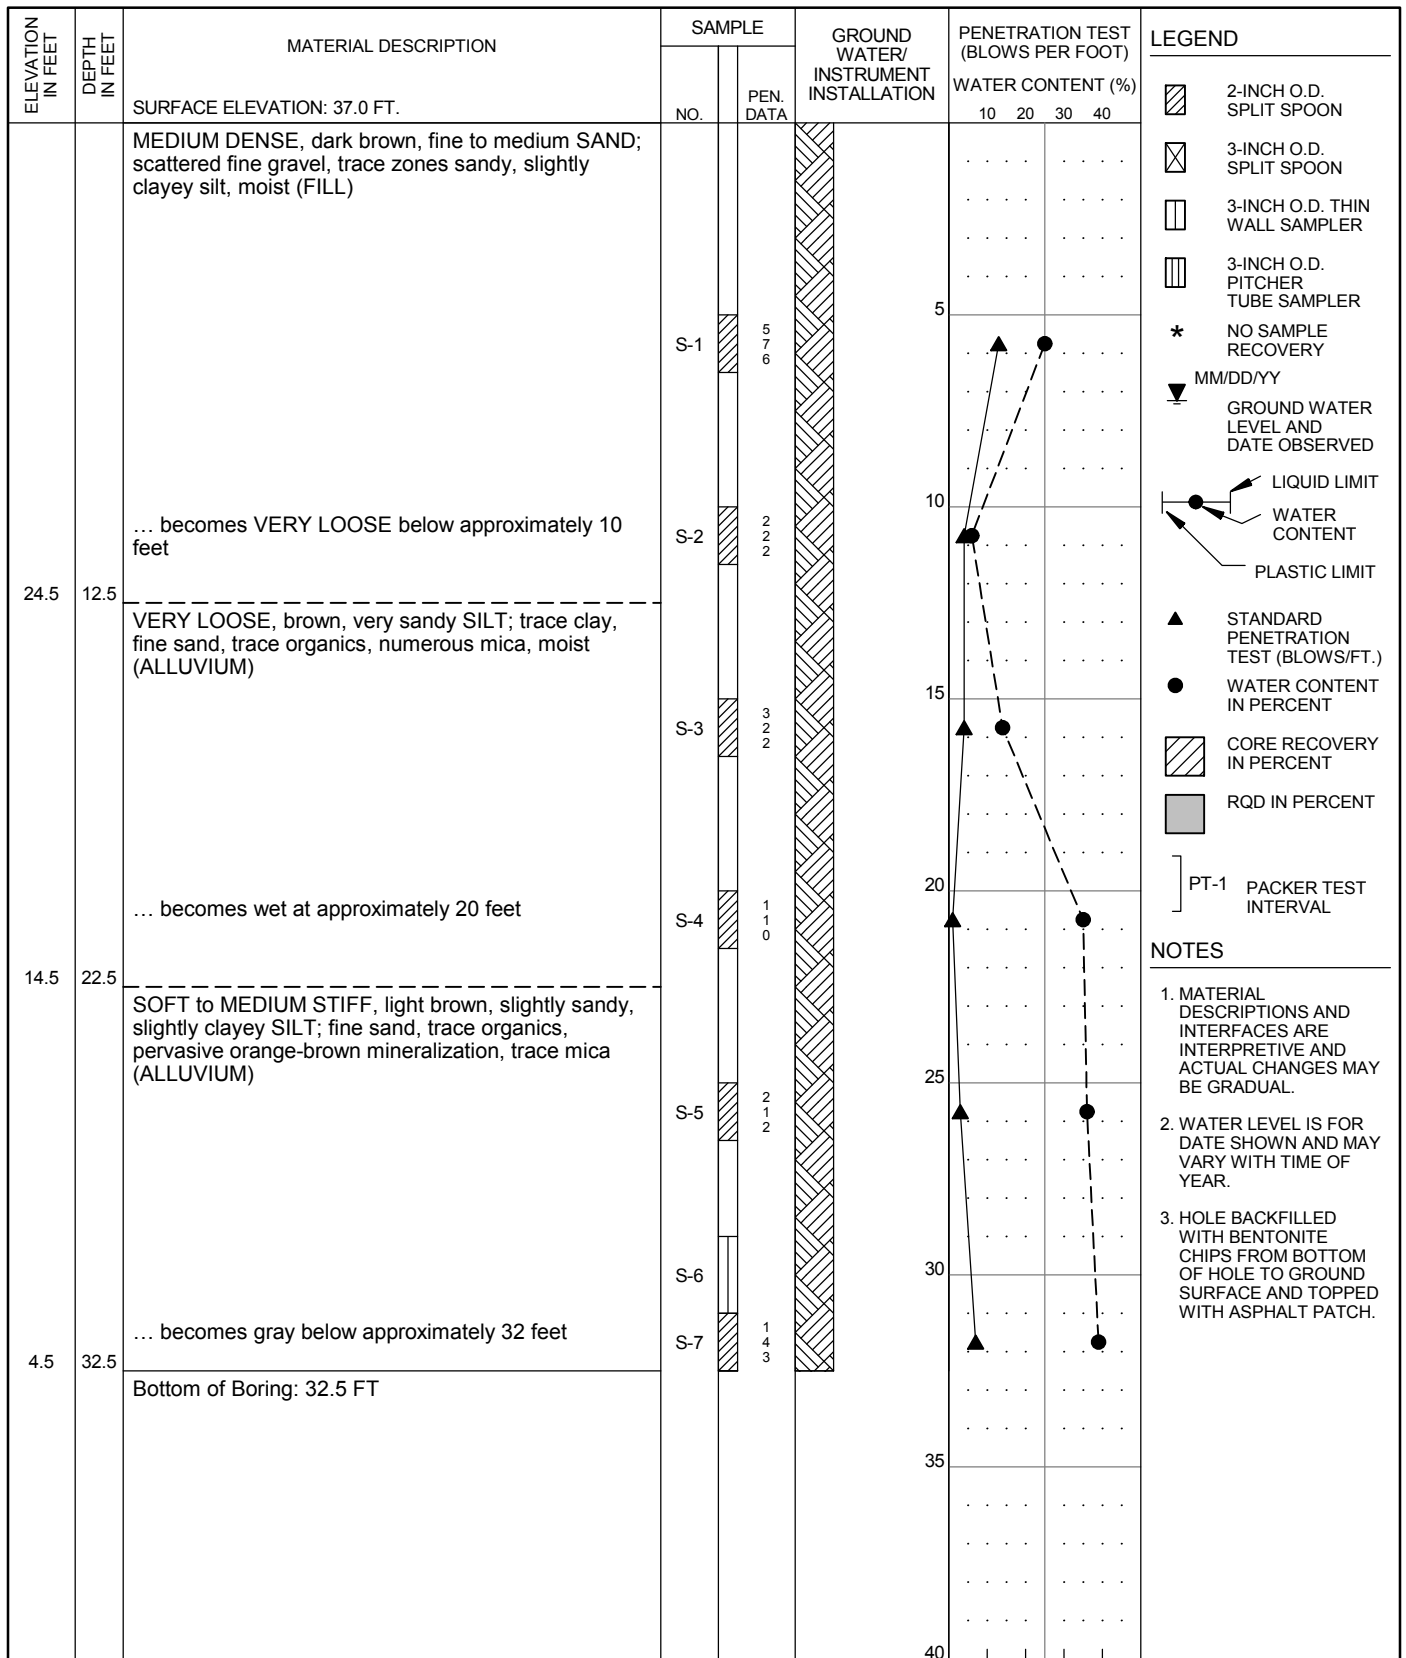 ELEVATION
IN FEET
DEPTH
IN FEET
MATERIAL DESCRIPTION
SURFACE ELEVATION: 37.0 FT.
SAMPLE
NO.
PEN.
DATA
GROUND
WATER/
INSTRUMENT
INSTALLATION
PENETRATION TEST
(BLOWS PER FOOT)
WATER CONTENT (%)
10 20 30 40
MEDIUM DENSE, dark brown, fine to medium SAND;
scattered fine gravel, trace zones sandy, slightly
clayey silt, moist (FILL)
5
S-1
5
7
6
10
... becomes VERY LOOSE below approximately 10
feet
S-2
2
2
2
24.5 12.5
VERY LOOSE, brown, very sandy SILT; trace clay,
fine sand, trace organics, numerous mica, moist
(ALLUVIUM)
15
S-3
3
2
2
20
... becomes wet at approximately 20 feet
S-4
1
1
0
14.5 22.5
SOFT to MEDIUM STIFF, light brown, slightly sandy,
slightly clayey SILT; fine sand, trace organics,
pervasive orange-brown mineralization, trace mica
(ALLUVIUM)
25
S-5
2
1
2
30
S-6
... becomes gray below approximately 32 feet
S-7
1
4
3
4.5 32.5
Bottom of Boring: 32.5 FT
35
40
LEGEND
2-INCH O.D.
SPLIT SPOON
3-INCH O.D.
SPLIT SPOON
3-INCH O.D. THIN
WALL SAMPLER
3-INCH O.D.
PITCHER
TUBE SAMPLER
* NO SAMPLE
RECOVERY
MM/DD/YY
GROUND WATER
LEVEL AND
DATE OBSERVED
LIQUID LIMIT
WATER
CONTENT
PLASTIC LIMIT
STANDARD
PENETRATION
TEST (BLOWS/FT.)
WATER CONTENT
IN PERCENT
CORE RECOVERY
IN PERCENT
RQD IN PERCENT
PT-1 PACKER TEST
INTERVAL
NOTES
1. MATERIAL
DESCRIPTIONS AND
INTERFACES ARE
INTERPRETIVE AND
ACTUAL CHANGES MAY
BE GRADUAL.
2. WATER LEVEL IS FOR
DATE SHOWN AND MAY
VARY WITH TIME OF
YEAR.
3. HOLE BACKFILLED
WITH BENTONITE
CHIPS FROM BOTTOM
OF HOLE TO GROUND
SURFACE AND TOPPED
WITH ASPHALT PATCH.